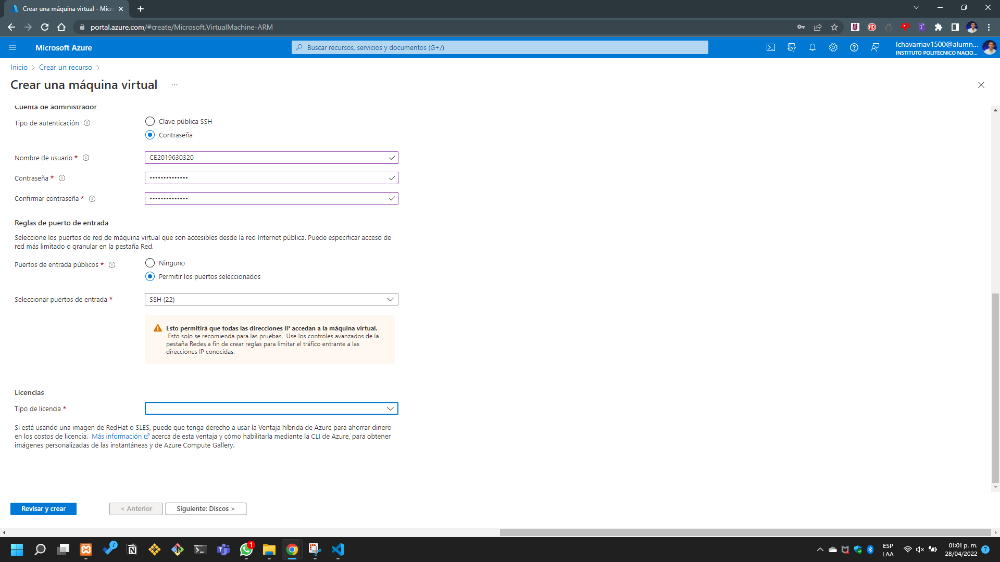 Crear una máquina virtual - Micr
portal.azure.com/#create/Microsoft.VirtualMachine-ARM
Microsoft Azure
Buscar recursos, servicios y documentos (G+/)
lchavarriav1500@alumn...
INSTITUTO POLITECNICO NACIO...
Inicio > Crear un recurso >
Crear una máquina virtual ...
Cuenta de administrador
Tipo de autenticación
Clave pública SSH
Contraseña
Nombre de usuario *
CE2019630320
Contraseña *
••••••••••••••
Confirmar contraseña *
••••••••••••••
Reglas de puerto de entrada
Seleccione los puertos de red de máquina virtual que son accesibles desde la red Internet pública. Puede especificar acceso de
red más limitado o granular en la pestaña Red.
Puertos de entrada públicos *
Ninguno
Permitir los puertos seleccionados
Seleccionar puertos de entrada *
SSH (22)
Esto permitirá que todas las direcciones IP accedan a la máquina virtual.
Esto solo se recomienda para las pruebas. Use los controles avanzados de la
pestaña Redes a fin de crear reglas para limitar el tráfico entrante a las
direcciones IP conocidas.
Licencias
Tipo de licencia *
Si está usando una imagen de RedHat o SLES, puede que tenga derecho a usar la Ventaja híbrida de Azure para ahorrar dinero
en los costos de licencia. Más información acerca de esta ventaja y cómo habilitarla mediante la CLI de Azure, para obtener
imágenes personalizadas de las instantáneas y de Azure Compute Gallery.
Revisar y crear
< Anterior
Siguiente: Discos >
7
1
ESP
LAA
01:01 p. m.
28/04/2022
7